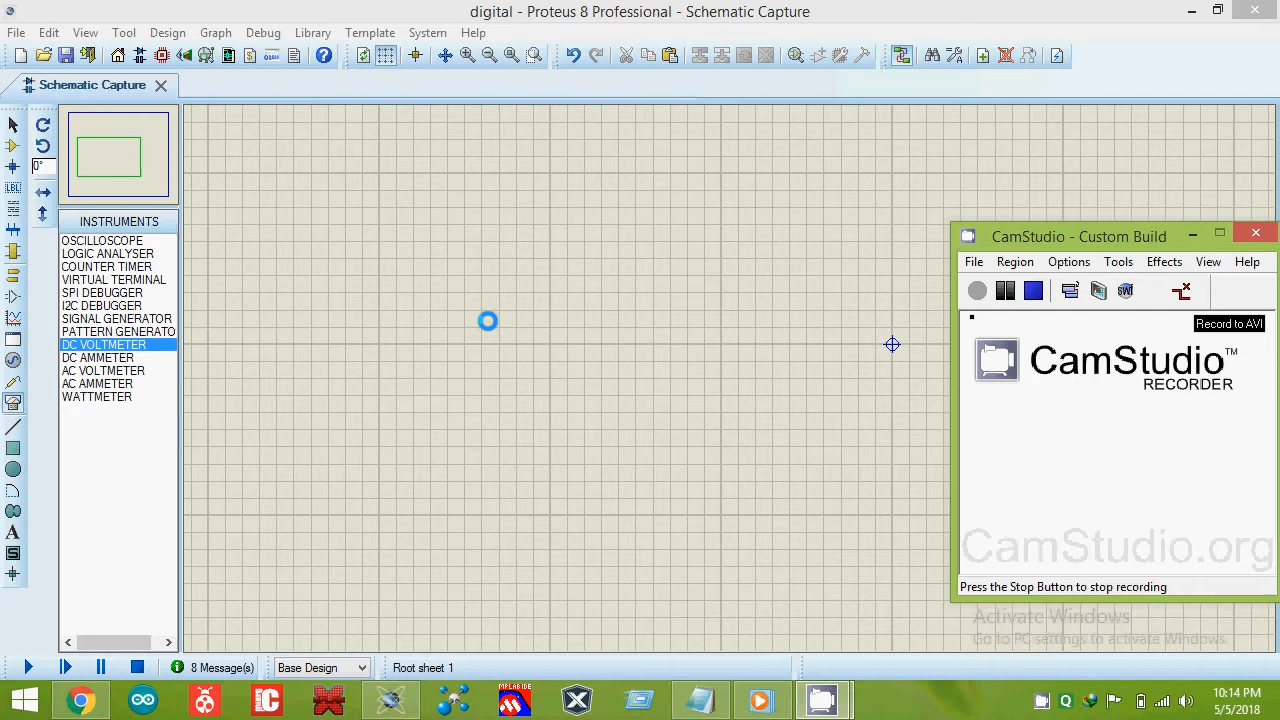 digital - Proteus 8 Professional - Schematic Capture
File Edit View Tool Design Graph Debug Library Template System Help
Schematic Capture
0°
INSTRUMENTS
OSCILLOSCOPE
LOGIC ANALYSER
COUNTER TIMER
VIRTUAL TERMINAL
SPI DEBUGGER
I2C DEBUGGER
SIGNAL GENERATOR
PATTERN GENERATO
DC VOLTMETER
DC AMMETER
AC VOLTMETER
AC AMMETER
WATTMETER
CamStudio - Custom Build
File Region Options Tools Effects View Help
Record to AVI
CamStudio™
RECORDER
CamStudio.org
Press the Stop Button to stop recording
Activate Windows
Go to PC settings to activate Windows.
8 Message(s) Base Design Root sheet 1
MPLAB IDE
10:14 PM
5/5/2018